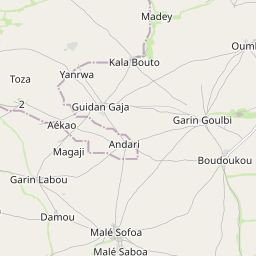 Madey
Oum
Kala Bouto
Yanrwa
Toza
2
Guidan Gaja
Garin Goulbi
Aékao
Andari
Magaji
Boudoukou
Garin Labou
Damou
Malé Sofoa
Malé Saboa